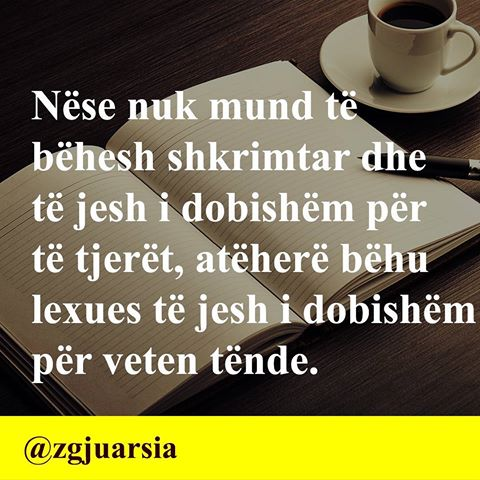 Nëse nuk mund të
bëhesh shkrimtar dhe
të jesh i dobishëm për
të tjerët, atëherë bëhu
lexues të jesh i dobishëm
për veten tënde.
@zgjuarsia